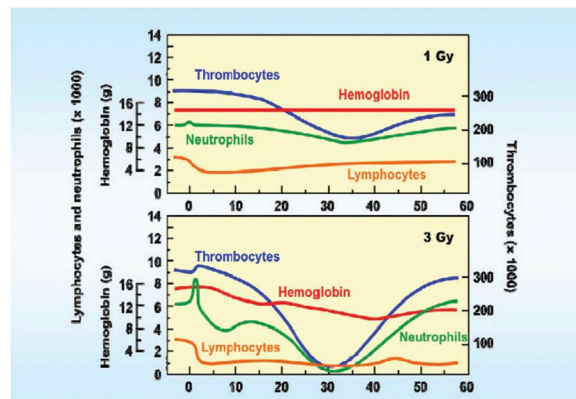 Lymphocytes and neutrophils (x 1000)
Hemoglobin (g)
14
12
10
8
6
4
2
0
16
12
8
4
1 Gy
Thrombocytes
Hemoglobin
Neutrophils
Lymphocytes
300
200
100
0 10 20 30 40 50 60
Thrombocytes (x 1000)
Hemoglobin (g)
14
12
10
8
6
4
2
0
16
12
8
4
3 Gy
Thrombocytes
Hemoglobin
Neutrophils
Lymphocytes
300
200
100
0 10 20 30 40 50 60